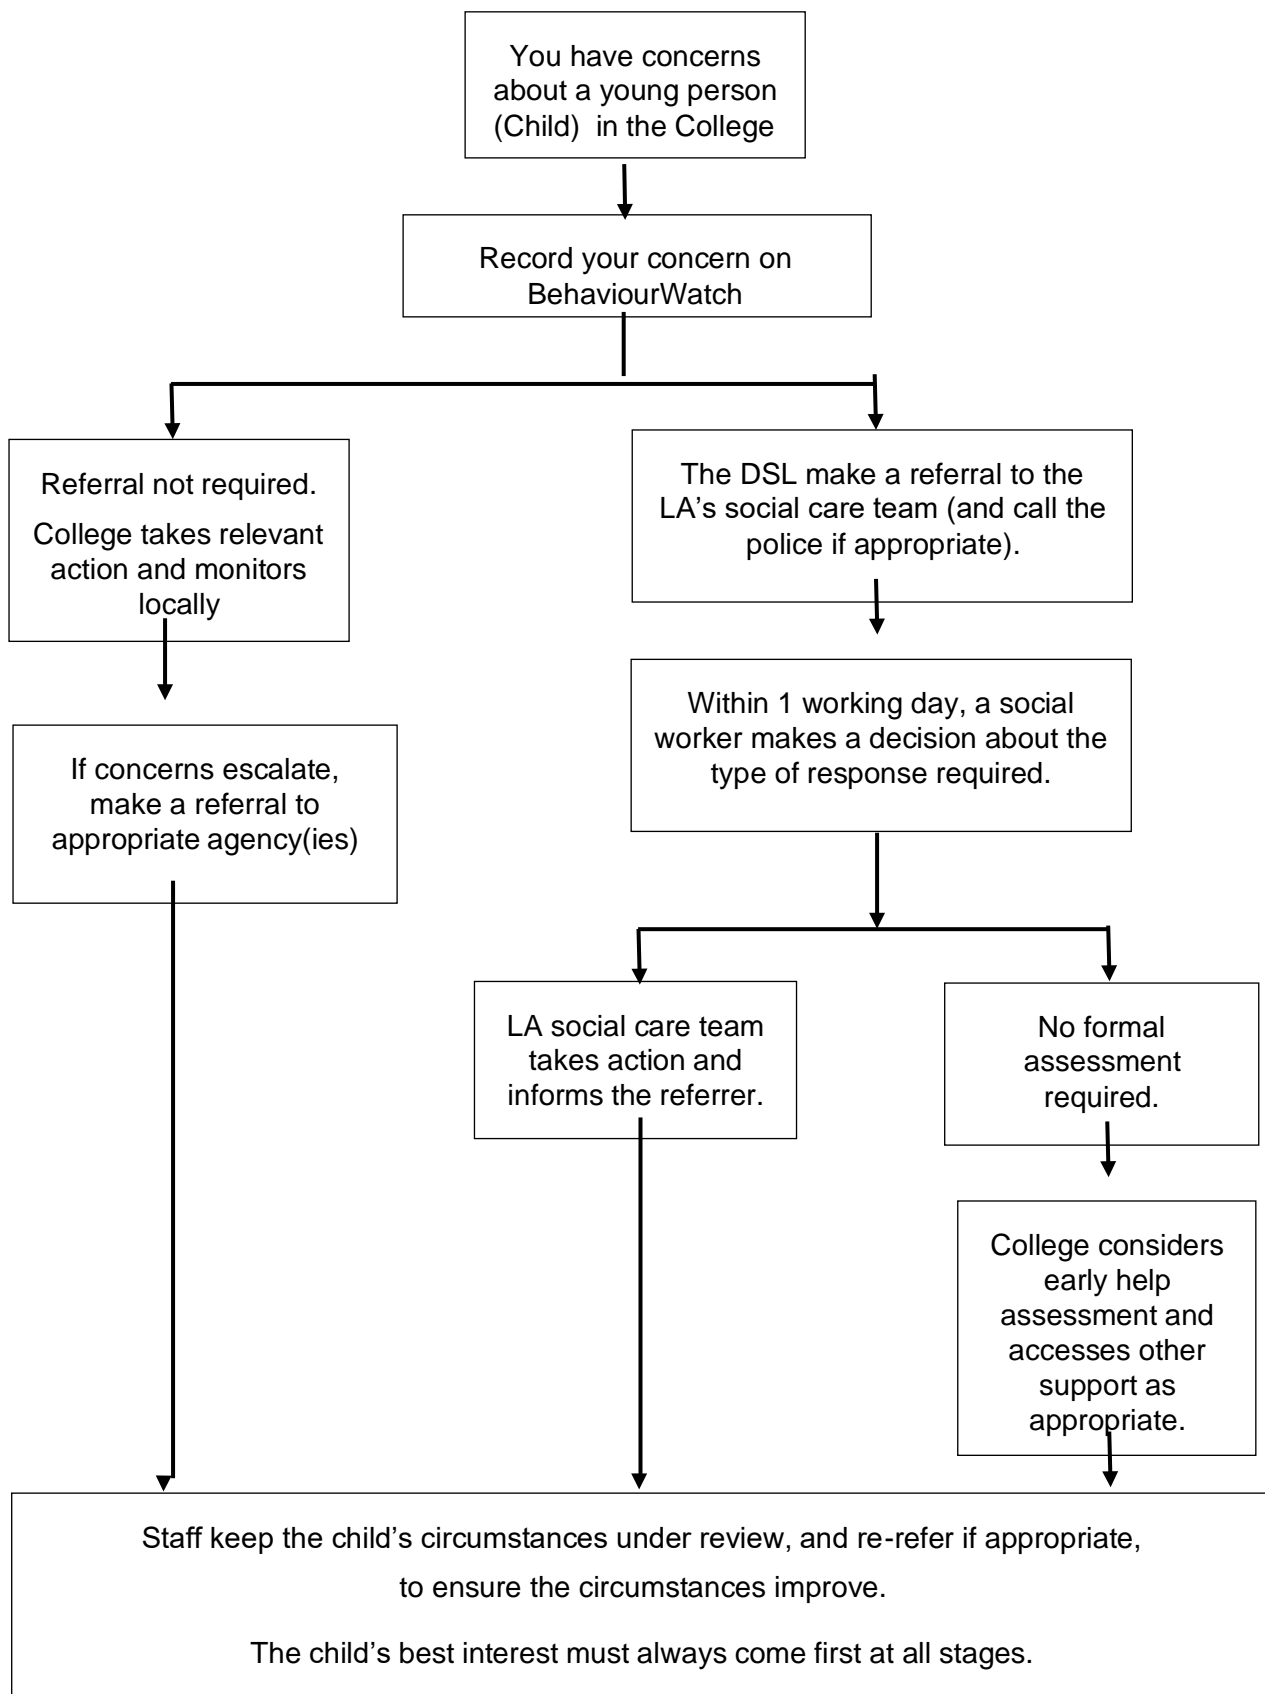 You have concerns
about a young person
(Child) in the College
Record your concern on
BehaviourWatch
Referral not required.
College takes relevant
action and monitors
locally
If concerns escalate,
make a referral to
appropriate agency(ies)
The DSL make a referral to the
LA’s social care team (and call the
police if appropriate).
Within 1 working day, a social
worker makes a decision about the
type of response required.
LA social care team
takes action and
informs the referrer.
No formal
assessment
required.
College considers
early help
assessment and
accesses other
support as
appropriate.
Staff keep the child’s circumstances under review, and re-refer if appropriate,
to ensure the circumstances improve.
The child’s best interest must always come first at all stages.